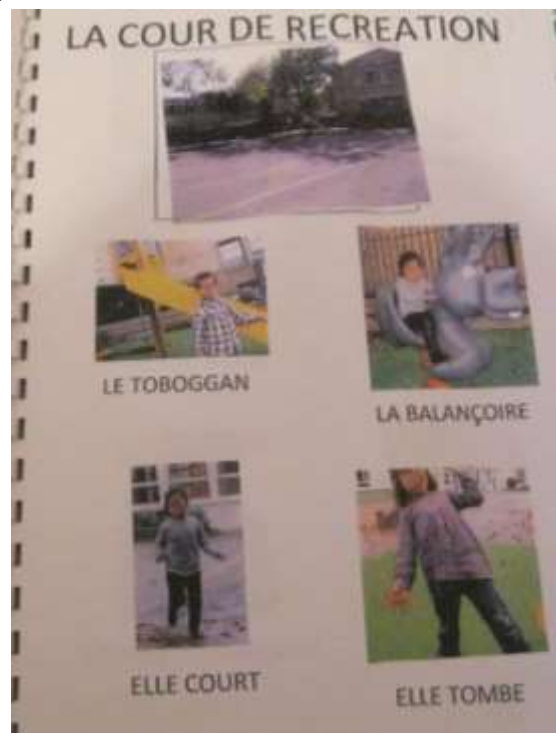 LA COUR DE RECREATION
LE TOBOGGAN
LA BALANÇOIRE
ELLE COURT
ELLE TOMBE